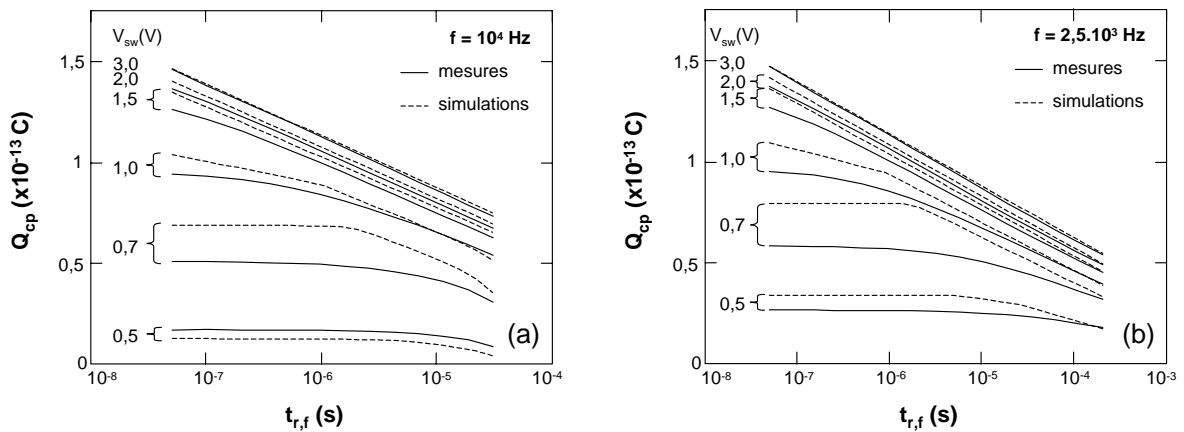 V_sw(V)
f = 10⁴ Hz
3,0
2,0
1,5
1,0
0,7
0,5
mesures
simulations
1,5
1
0,5
0
Q_cp (x10⁻¹³ C)
(a)
10⁻⁸
10⁻⁷
10⁻⁶
10⁻⁵
10⁻⁴
t_r,f (s)
V_sw(V)
f = 2,5.10³ Hz
3,0
2,0
1,5
1,0
0,7
0,5
mesures
simulations
1,5
1
0,5
0
Q_cp (x10⁻¹³ C)
(b)
10⁻⁸
10⁻⁷
10⁻⁶
10⁻⁵
10⁻⁴
10⁻³
t_r,f (s)